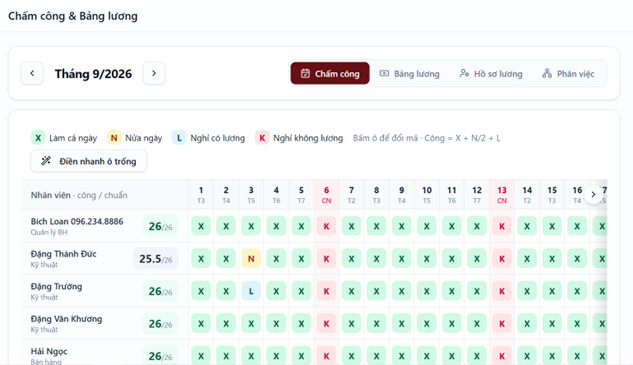 Chấm công & Bảng lương
Tháng 9/2026
Chấm công Bảng lương Hồ sơ lương Phân việc
X Làm cả ngày N Nửa ngày L Nghỉ có lương K Nghỉ không lương Bấm ô để đổi mã · Công = X + N/2 + L
Điền nhanh ô trống
Nhân viên · công / chuẩn 1 2 3 4 5 6 7 8 9 10 11 12 13 14 15 16 17
T3 T4 T5 T6 T7 CN T2 T3 T4 T5 T6 T7 CN T2 T3 T4
Bích Loan 096.234.8886 26/26 X X X X X K X X X X X X K X X X X
Quản lý BH
Đặng Thành Đức 25.5/26 X X N X X K X X X X X X K X X X X
Kỹ thuật
Đặng Trường 26/26 X X L X X K X X X X X X K X X X X
Kỹ thuật
Đặng Văn Khương 26/26 X X X X X K X X X X X X K X X X X
Kỹ thuật
Hải Ngọc 26/26 X X X X X K X X X X X X K X X X X
Bán hàng